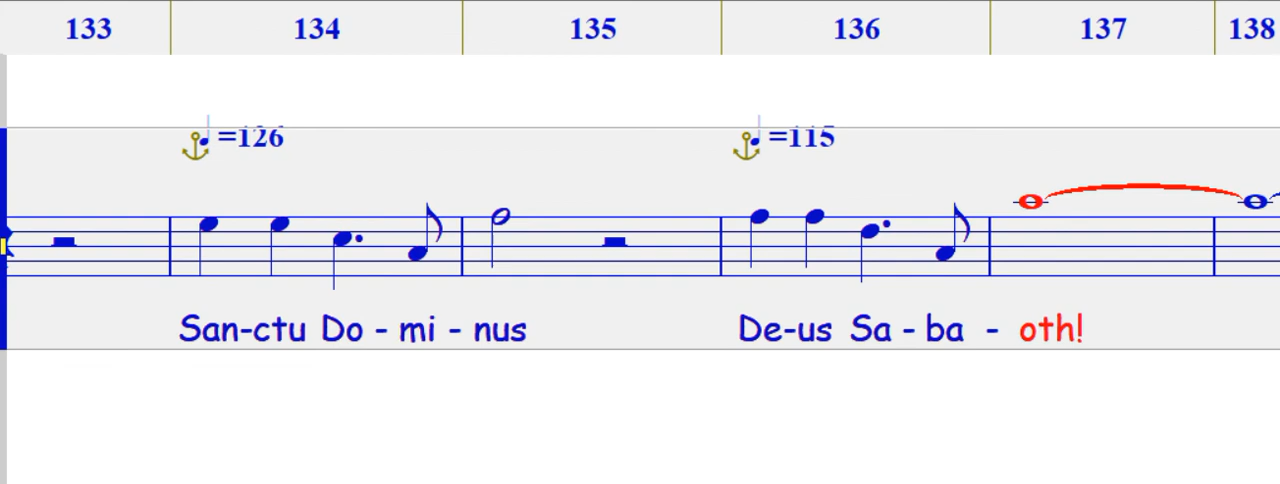 133 134 135 136 137 138
=126 =115
San-ctu Do - mi - nus De-us Sa - ba - oth!